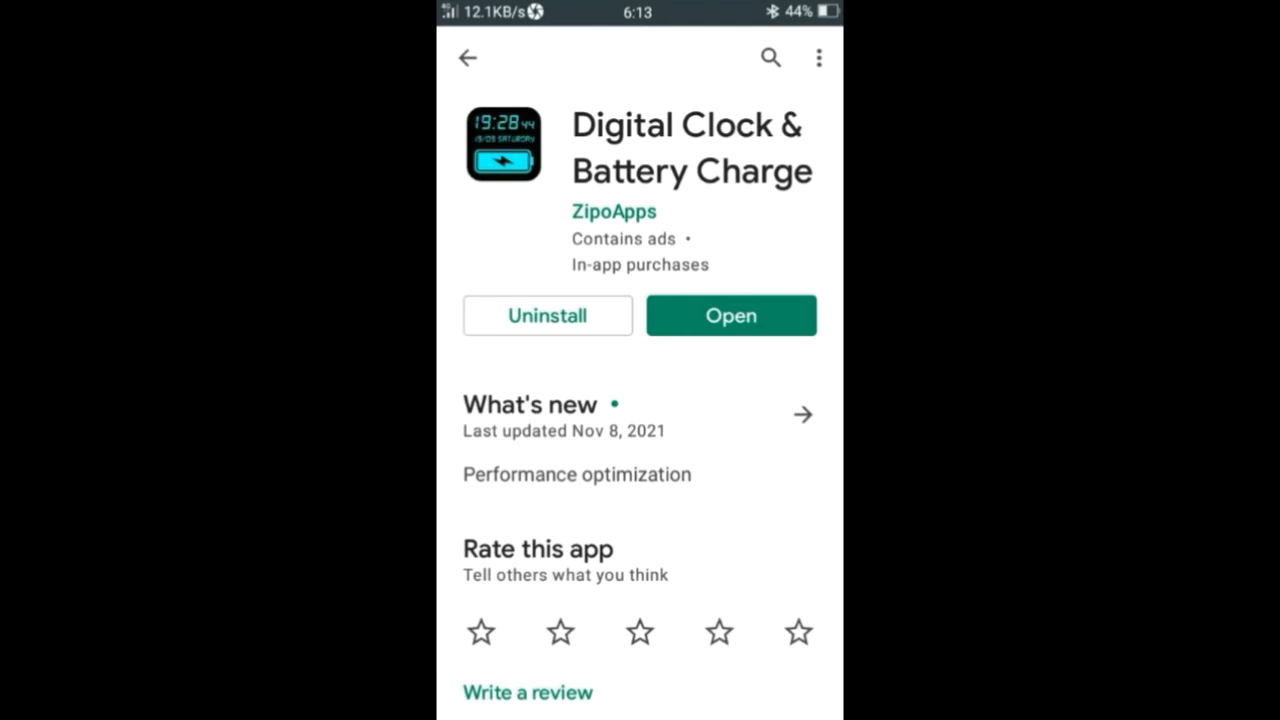 12.1KB/s 6:13 44%
19:28 44
19/09 SATURDAY
Digital Clock &
Battery Charge
ZipoApps
Contains ads •
In-app purchases
Uninstall Open
What's new •
Last updated Nov 8, 2021
Performance optimization
Rate this app
Tell others what you think
Write a review